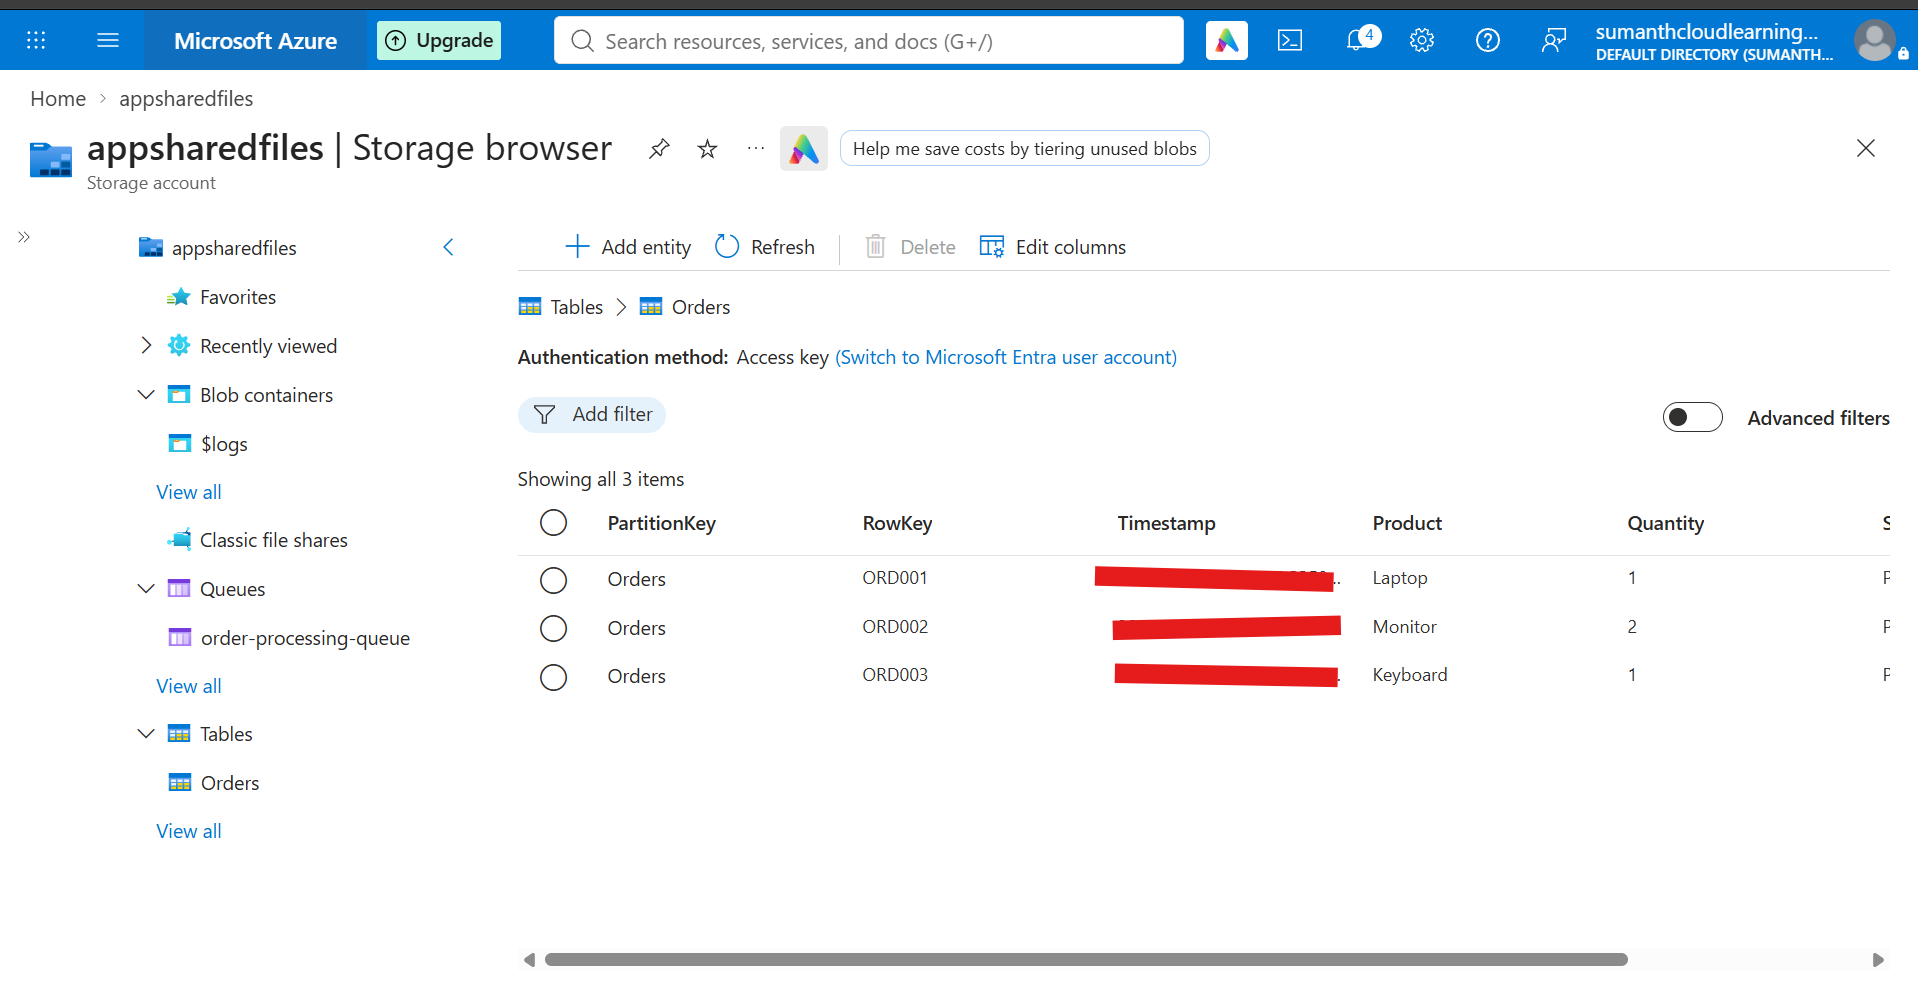 Microsoft Azure
Upgrade
Search resources, services, and docs (G+/)
4
sumanthcloudlearning...
DEFAULT DIRECTORY (SUMANTH...
Home > appsharedfiles
appsharedfiles | Storage browser
...
Help me save costs by tiering unused blobs
Storage account
appsharedfiles
Favorites
Recently viewed
Blob containers
$logs
View all
Classic file shares
Queues
order-processing-queue
View all
Tables
Orders
View all
Add entity Refresh Delete Edit columns
Tables > Orders
Authentication method: Access key (Switch to Microsoft Entra user account)
Add filter
Advanced filters
Showing all 3 items
PartitionKey RowKey Timestamp Product Quantity
Orders ORD001 Laptop 1
Orders ORD002 Monitor 2
Orders ORD003 Keyboard 1